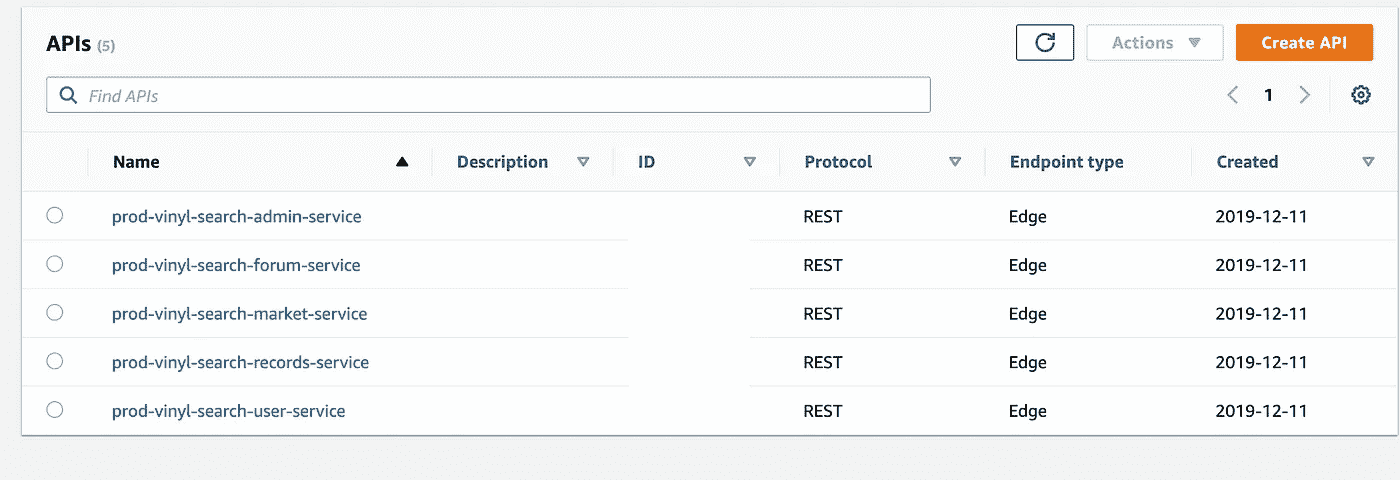 APIs (5) Actions Create API
Find APIs 1
Name Description ID Protocol Endpoint type Created
prod-vinyl-search-admin-service REST Edge 2019-12-11
prod-vinyl-search-forum-service REST Edge 2019-12-11
prod-vinyl-search-market-service REST Edge 2019-12-11
prod-vinyl-search-records-service REST Edge 2019-12-11
prod-vinyl-search-user-service REST Edge 2019-12-11